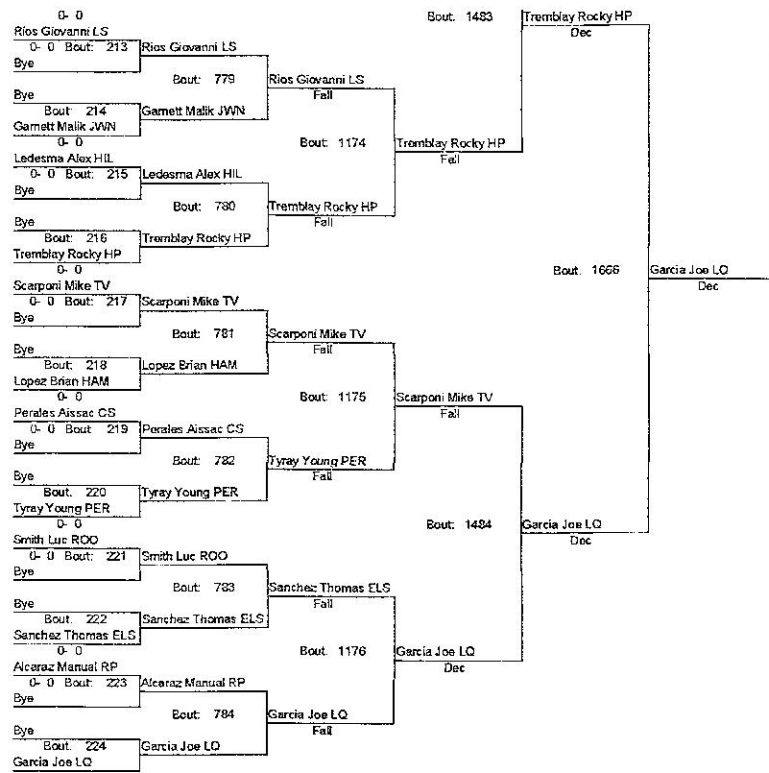 0- 0
Rios Giovanni LS
0- 0 Bout: 213
Bye
Bye
Bout: 214
Garnett Malik JWN
0- 0
Ledesma Alex HIL
0- 0 Bout: 215
Bye
Bye
Bout: 216
Tremblay Rocky HP
0- 0
Scarponi Mike TV
0- 0 Bout: 217
Bye
Bye
Bout: 218
Lopez Brian HAM
0- 0
Perales Aissac CS
0- 0 Bout: 219
Bye
Bye
Bout: 220
Tyray Young PER
0- 0
Smith Luc ROO
0- 0 Bout: 221
Bye
Bye
Bout: 222
Sanchez Thomas ELS
0- 0
Alcaraz Manual RP
0- 0 Bout: 223
Bye
Bye
Bout: 224
Garcia Joe LQ
Rios Giovanni LS
Bout: 779
Garnett Malik JWN
Ledesma Alex HIL
Bout: 780
Tremblay Rocky HP
Scarponi Mike TV
Bout: 781
Lopez Brian HAM
Perales Aissac CS
Bout: 782
Tyray Young PER
Smith Luc ROO
Bout: 783
Sanchez Thomas ELS
Alcaraz Manual RP
Bout: 784
Garcia Joe LQ
Rios Giovanni LS
Fall
Bout: 1174
Tremblay Rocky HP
Fall
Scarponi Mike TV
Fall
Bout: 1175
Tyray Young PER
Fall
Sanchez Thomas ELS
Fall
Bout: 1176
Garcia Joe LQ
Fall
Bout: 1483
Tremblay Rocky HP
Fall
Scarponi Mike TV
Fall
Bout: 1484
Garcia Joe LQ
Dec
Tremblay Rocky HP
Dec
Bout: 1666
Garcia Joe LQ
Dec
Garcia Joe LQ
Dec